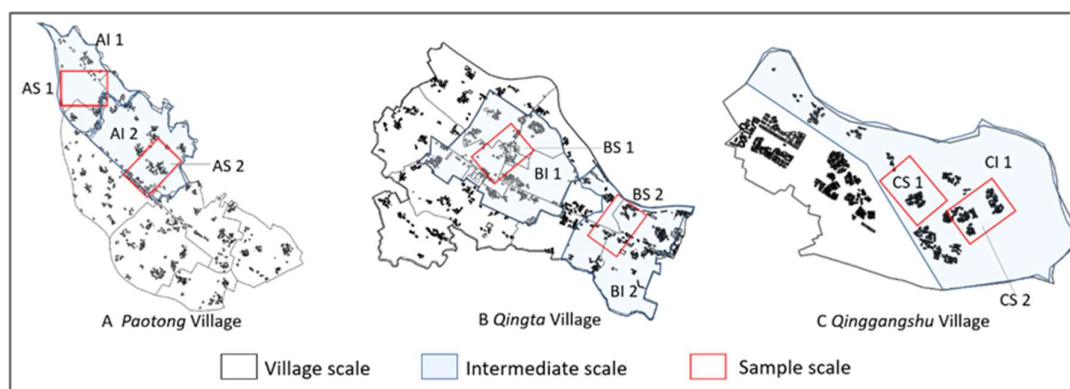 AI 1
AS 1
AI 2
AS 2
A Paotong Village
BS 1
BI 1
BS 2
BI 2
B Qingta Village
CS 1
CI 1
CS 2
C Qinggangshu Village
Village scale
Intermediate scale
Sample scale